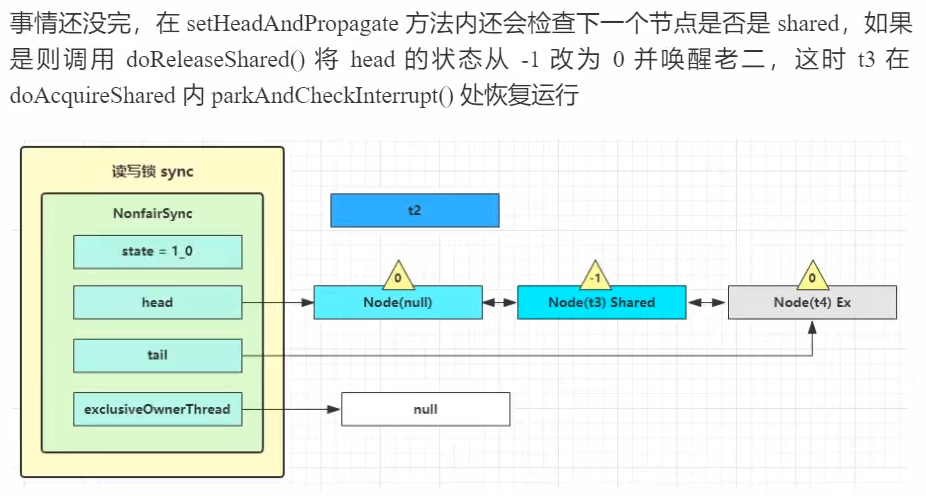 事情还没完，在 setHeadAndPropagate 方法内还会检查下一个节点是否是 shared，如果
是则调用 doReleaseShared() 将 head 的状态从 -1 改为 0 并唤醒老二，这时 t3 在
doAcquireShared 内 parkAndCheckInterrupt() 处恢复运行
读写锁 sync
NonfairSync
t2
state = 1_0
0
-1
0
head
Node(null)
Node(t3) Shared
Node(t4) Ex
tail
exclusiveOwnerThread
null